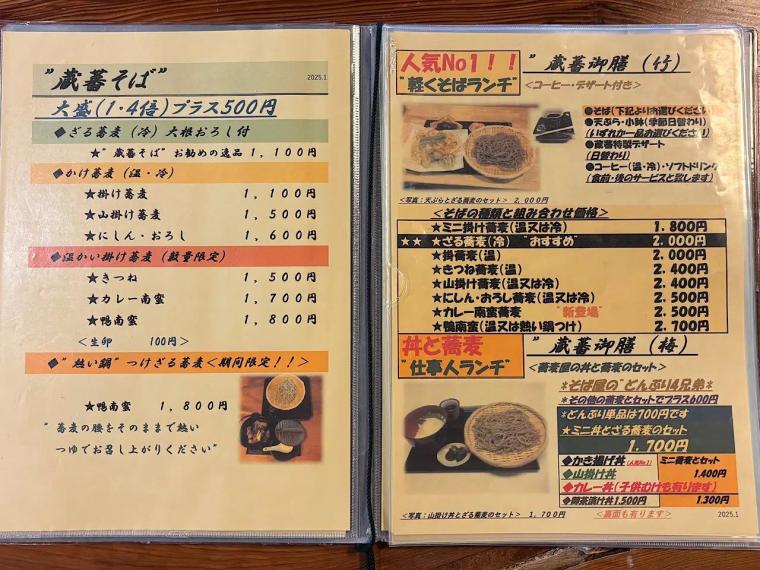 "蔵蕎そば"
2025.1
大盛(1・4倍)プラス500円
◆ざる蕎麦(冷)大根おろし付
★"蔵蕎そば"お勧めの逸品 1,100円
◆かけ蕎麦(温・冷)
★掛け蕎麦 1,100円
★山掛け蕎麦 1,500円
★にしん・おろし 1,600円
◆温かい掛け蕎麦(数量限定)
★きつね 1,500円
★カレー南蛮 1,700円
★鴨南蛮 1,800円
<生卵 100円>
◆"熱い鍋"つけざる蕎麦<期間限定!!>
★鴨南蛮 1,800円
"蕎麦の腰をそのままで熱い
つゆでお召し上がりください"
人気No1!!
"軽くそばランチ"
"蔵蕎御膳(竹)
<コーヒー・デザート付き>
●そば(下記よりお選びください)
●天ぷら・小鉢(季節日替わり)
(いずれか一品お選びください)
●蔵蕎特製デザート
(日替わり)
●コーヒー(温・冷)・ソフトドリンク
(食前・後のサービスと致します)
<写真:天ぷらとざる蕎麦のセット> 2,000円
<そばの種類と組み合わせ価格>
★ミニ掛け蕎麦(温又は冷) 1.800円
★★ ★ざる蕎麦(冷) "おすすめ" 2.000円
★掛蕎麦(温) 2.000円
★きつね蕎麦(温) 2.400円
★山掛け蕎麦(温又は冷) 2.400円
★にしん・おろし蕎麦(温又は冷) 2.500円
★カレー南蛮蕎麦 "新登場" 2.500円
★鴨南蛮(温又は熱い鍋つけ) 2.700円
丼と蕎麦
"仕事人ランチ"
"蔵蕎御膳(梅)
<蕎麦屋の丼と蕎麦のセット>
*そば屋の"どんぶり4兄弟*
*その他の蕎麦とセットでプラス600円
*どんぶり単品は700円です
★ミニ丼とざる蕎麦のセット
1.700円
◆かき揚げ丼(人気No1) ミニ蕎麦とセット
◆山掛け丼 1.400円
◆カレー丼(子供むけも有ります)
◆御茶漬け丼1.500円 1.300円
<写真:山掛け丼とざる蕎麦のセット> 1,700円
<裏面も有ります>
2025.1